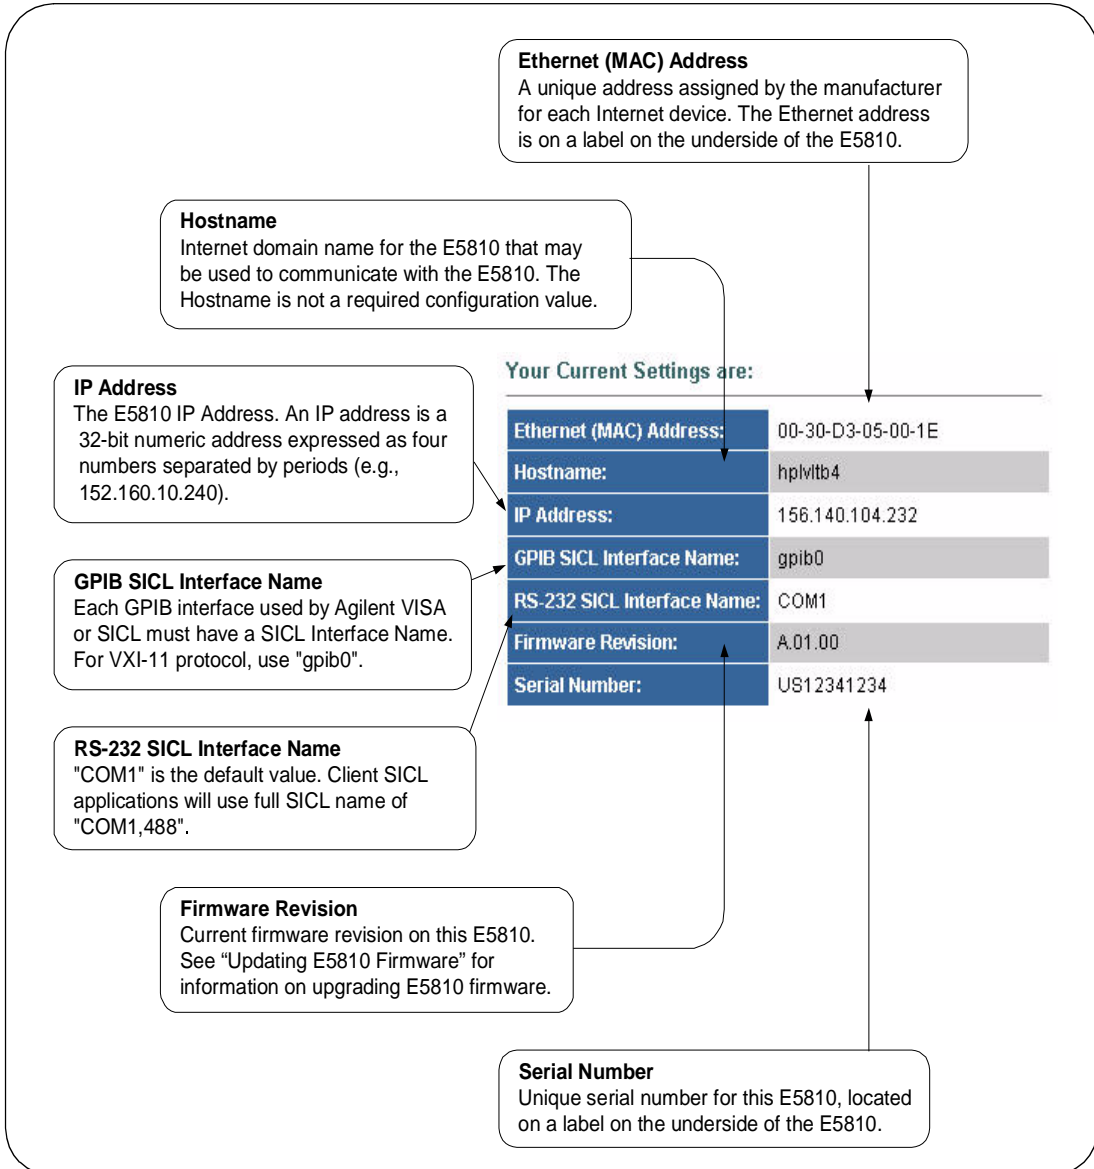 Ethernet (MAC) Address
A unique address assigned by the manufacturer
for each Internet device. The Ethernet address
is on a label on the underside of the E5810.
Hostname
Internet domain name for the E5810 that may
be used to communicate with the E5810. The
Hostname is not a required configuration value.
IP Address
The E5810 IP Address. An IP address is a
32-bit numeric address expressed as four
numbers separated by periods (e.g.,
152.160.10.240).
GPIB SICL Interface Name
Each GPIB interface used by Agilent VISA
or SICL must have a SICL Interface Name.
For VXI-11 protocol, use "gpib0".
RS-232 SICL Interface Name
"COM1" is the default value. Client SICL
applications will use full SICL name of
"COM1,488".
Your Current Settings are:
Ethernet (MAC) Address: 00-30-D3-05-00-1E
Hostname: hplvltb4
IP Address: 156.140.104.232
GPIB SICL Interface Name: gpib0
RS-232 SICL Interface Name: COM1
Firmware Revision: A.01.00
Serial Number: US12341234
Firmware Revision
Current firmware revision on this E5810.
See “Updating E5810 Firmware” for
information on upgrading E5810 firmware.
Serial Number
Unique serial number for this E5810, located
on a label on the underside of the E5810.